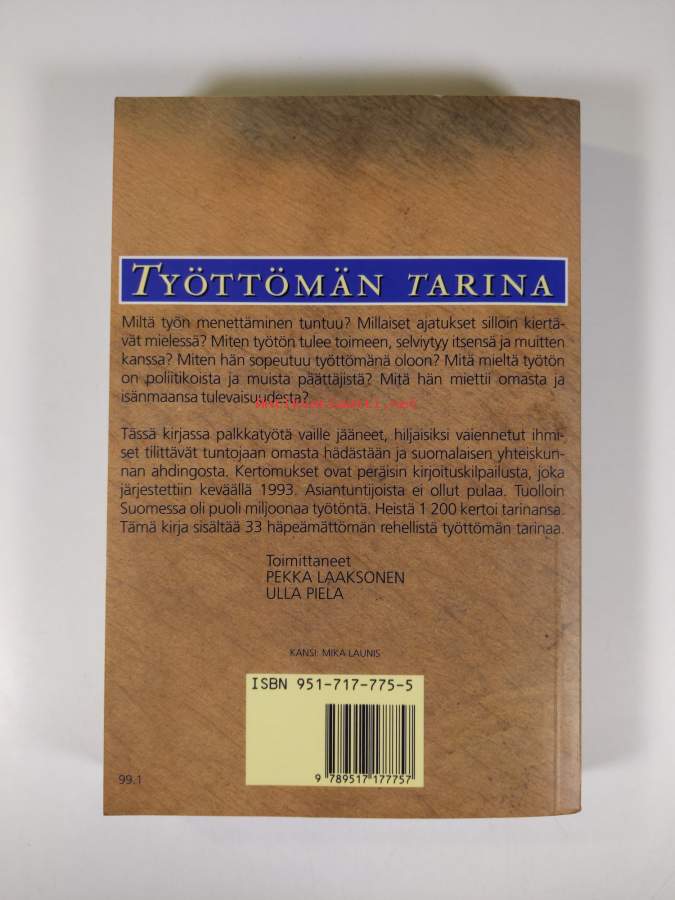 TYÖTTÖMÄN TARINA
Miltä työn menettäminen tuntuu? Millaiset ajatukset silloin kiertä-
vät mielessä? Miten työtön tulee toimeen, selviytyy itsensä ja muitten
kanssa? Miten hän sopeutuu työttömänä oloon? Mitä mieltä työtön
on poliitikoista ja muista päättäjistä? Mitä hän miettii omasta ja
isänmaansa tulevaisuudesta?
Tässä kirjassa palkkatyötä vaille jääneet, hiljaisiksi vaiennetut ihmi-
set tilittävät tuntojaan omasta hädästään ja suomalaisen yhteiskun-
nan ahdingosta. Kertomukset ovat peräisin kirjoituskilpailusta, joka
järjestettiin keväällä 1993. Asiantuntijoista ei ollut pulaa. Tuolloin
Suomessa oli puoli miljoonaa työtöntä. Heistä 1 200 kertoi tarinansa.
Tämä kirja sisältää 33 häpeämättömän rehellistä työttömän tarinaa.
Toimittaneet
PEKKA LAAKSONEN
ULLA PIELA
KANSI: MIKA LAUNIS
ISBN 951-717-775-5
9 789517 177757
99.1